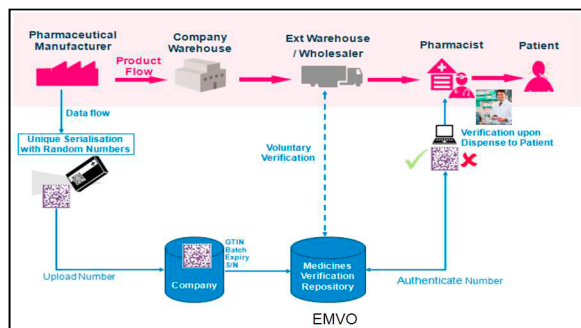 Pharmaceutical
Manufacturer
Product
Flow
Company
Warehouse
Ext Warehouse
/ Wholesaler
Pharmacist
Patient
Data flow
Unique Serialisation
with Random Numbers
Voluntary
Verification
Verification upon
Dispense to Patient
Upload Number
GTIN
Batch
Expiry
S/N
Company
Medicines
Verification
Repository
Authenticate Number
EMVO